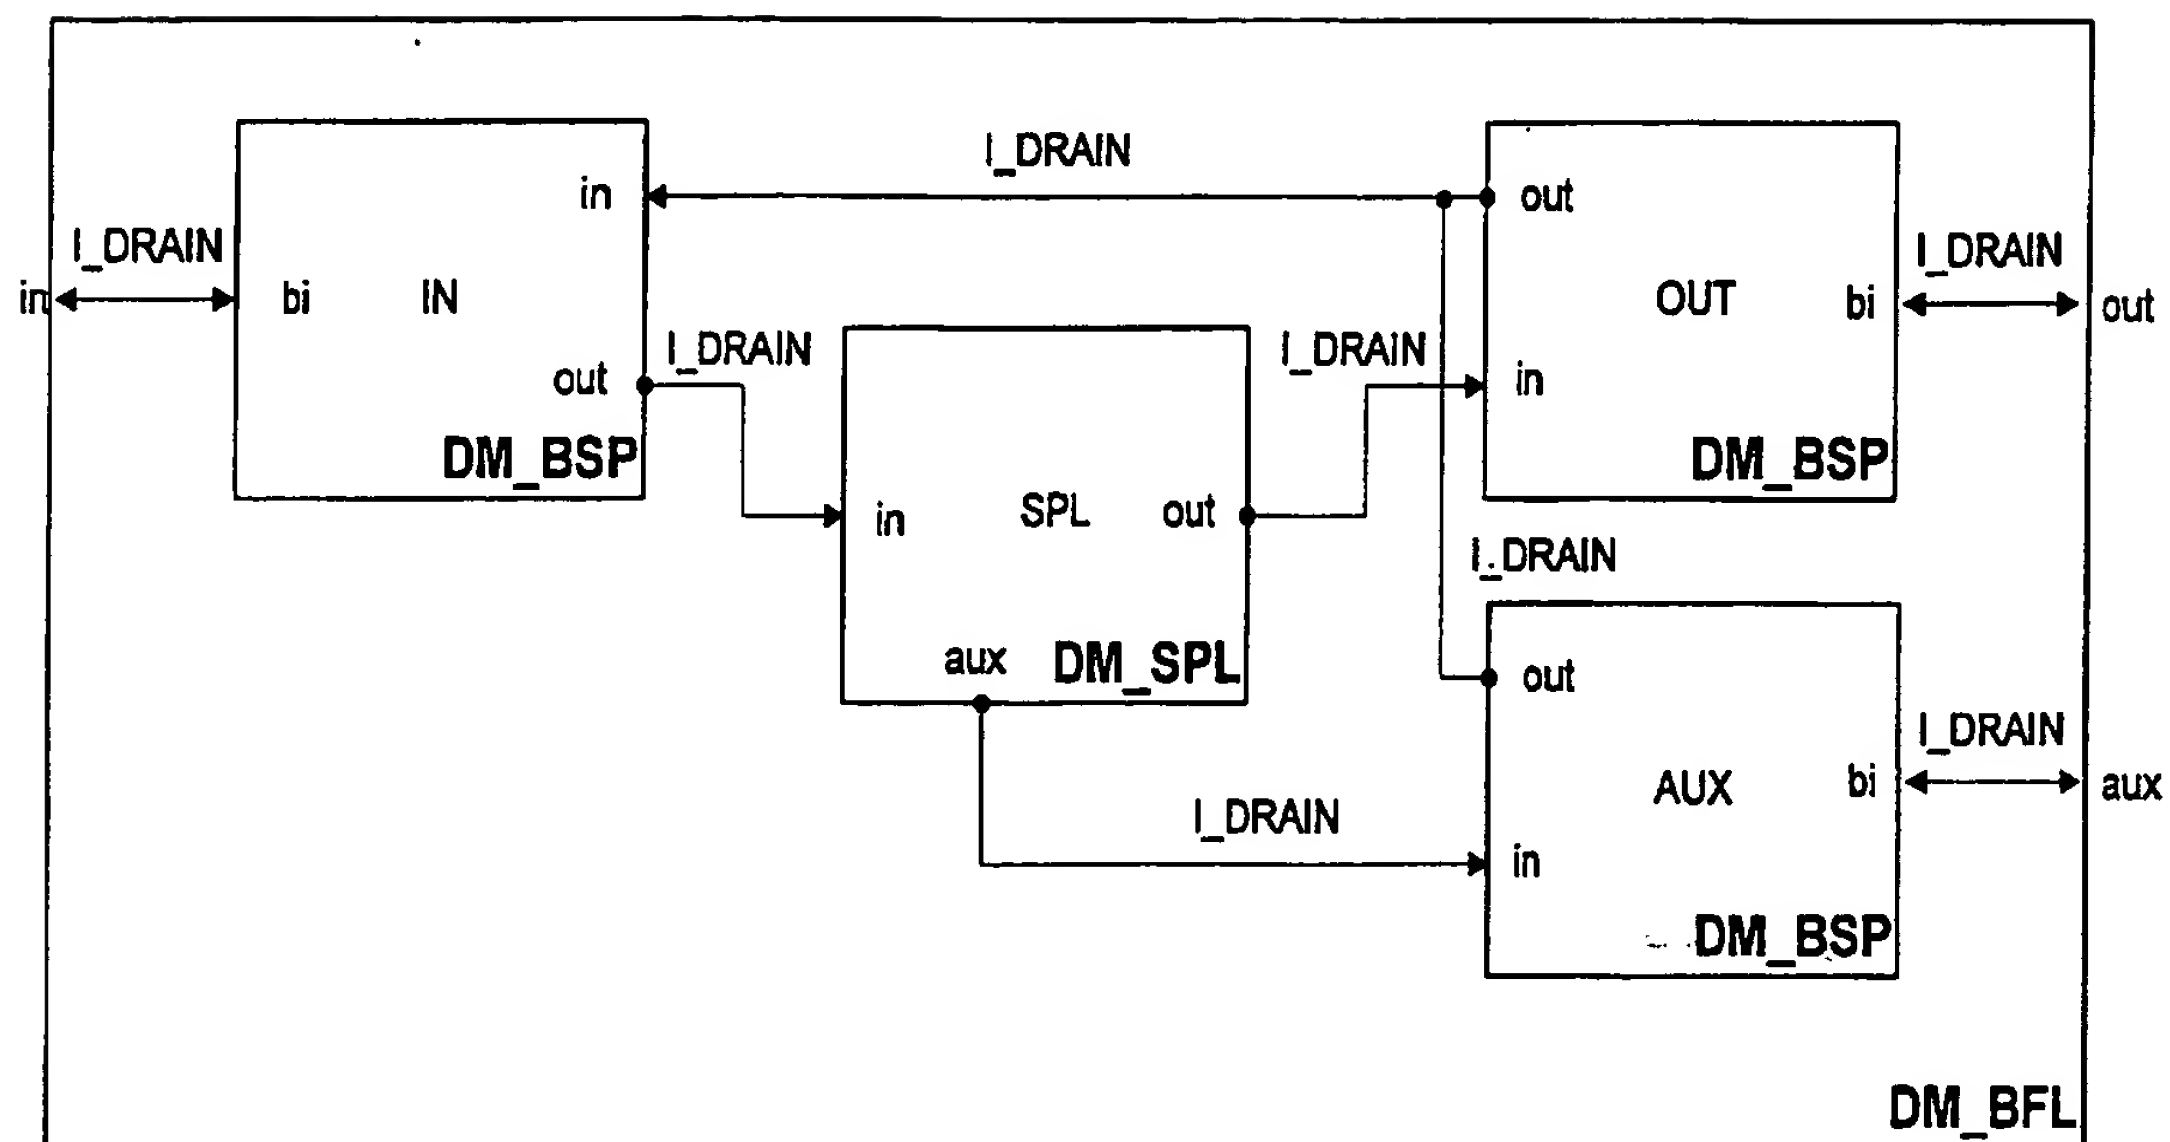 I_DRAIN
in
out
I_DRAIN
I_DRAIN
in
bi
IN
OUT
bi
out
I_DRAIN
I_DRAIN
out
in
DM_BSP
DM_BSP
in
SPL
out
I_DRAIN
aux
DM_SPL
out
I_DRAIN
AUX
bi
aux
I_DRAIN
in
DM_BSP
DM_BFL